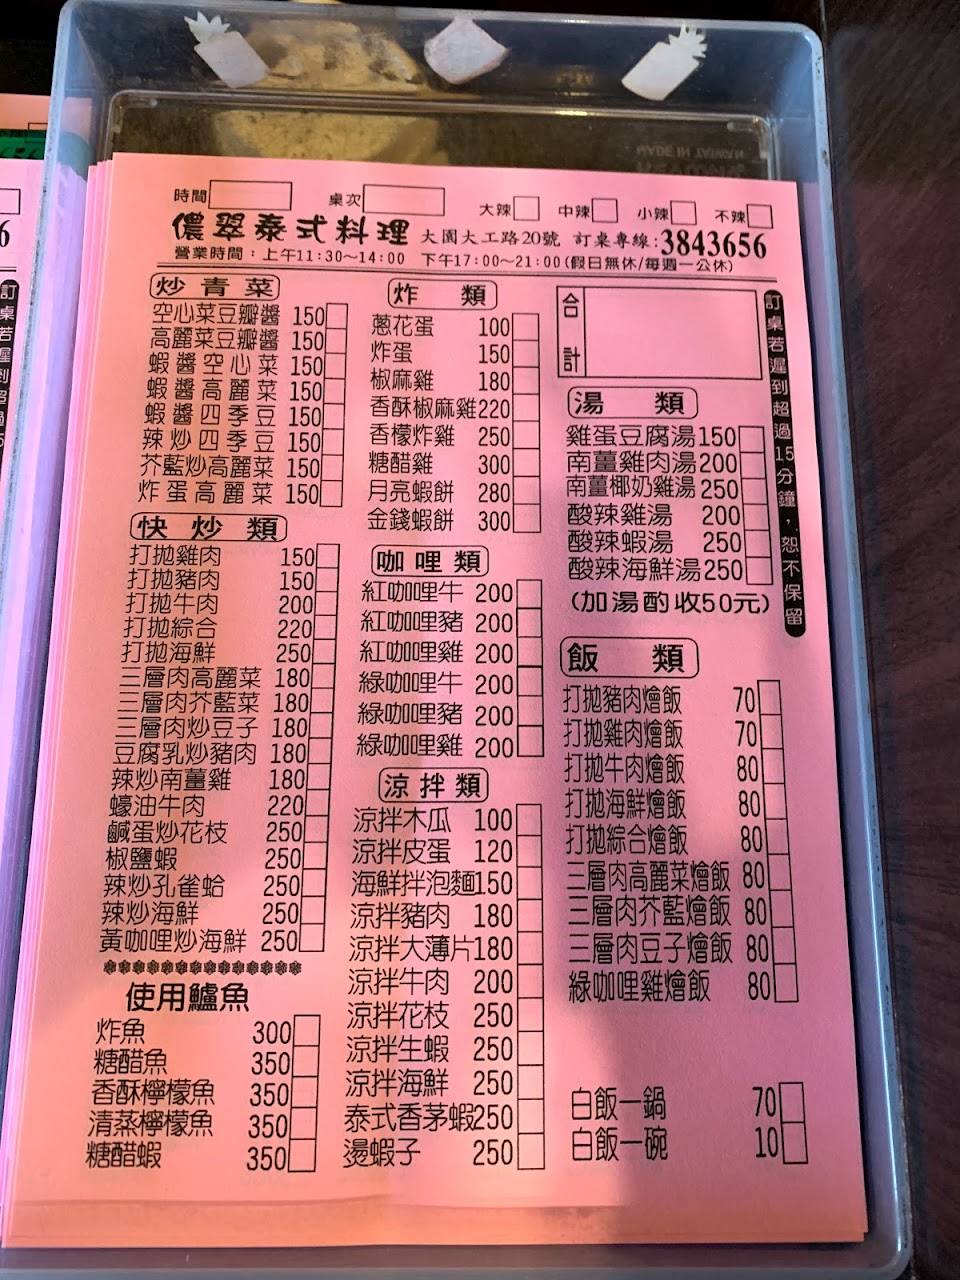 MADE IN TAIWAN
時間
桌次
大辣 中辣 小辣 不辣
儂翠泰式料理 大園大工路20號 訂桌專線:3843656
營業時間:上午11:30～14:00 下午17:00～21:00(假日無休/每週一公休)
炒青菜
空心菜豆瓣醬 150
高麗菜豆瓣醬 150
蝦醬空心菜 150
蝦醬高麗菜 150
蝦醬四季豆 150
辣炒四季豆 150
芥藍炒高麗菜 150
炸蛋高麗菜 150
快炒類
打拋雞肉 150
打拋豬肉 150
打拋牛肉 200
打拋綜合 220
打拋海鮮 250
三層肉高麗菜 180
三層肉芥藍菜 180
三層肉炒豆子 180
豆腐乳炒豬肉 180
辣炒南薑雞 180
蠔油牛肉 220
鹹蛋炒花枝 250
椒鹽蝦 250
辣炒孔雀蛤 250
辣炒海鮮 250
黃咖哩炒海鮮 250
**************
使用鱸魚
炸魚 300
糖醋魚 350
香酥檸檬魚 350
清蒸檸檬魚 350
糖醋蝦 350
炸類
蔥花蛋 100
炸蛋 150
椒麻雞 180
香酥椒麻雞 220
香檬炸雞 250
糖醋雞 300
月亮蝦餅 280
金錢蝦餅 300
咖哩類
紅咖哩牛 200
紅咖哩豬 200
紅咖哩雞 200
綠咖哩牛 200
綠咖哩豬 200
綠咖哩雞 200
涼拌類
涼拌木瓜 100
涼拌皮蛋 120
海鮮拌泡麵 150
涼拌豬肉 180
涼拌大薄片 180
涼拌牛肉 200
涼拌花枝 250
涼拌生蝦 250
涼拌海鮮 250
泰式香茅蝦 250
燙蝦子 250
合計
湯類
雞蛋豆腐湯 150
南薑雞肉湯 200
南薑椰奶雞湯 250
酸辣雞湯 200
酸辣蝦湯 250
酸辣海鮮湯 250
(加湯酌收50元)
飯類
打拋豬肉燴飯 70
打拋雞肉燴飯 70
打拋牛肉燴飯 80
打拋海鮮燴飯 80
打拋綜合燴飯 80
三層肉高麗菜燴飯 80
三層肉芥藍燴飯 80
三層肉豆子燴飯 80
綠咖哩雞燴飯 80
白飯一鍋 70
白飯一碗 10
訂桌若遲到超過15分鐘,恕不保留